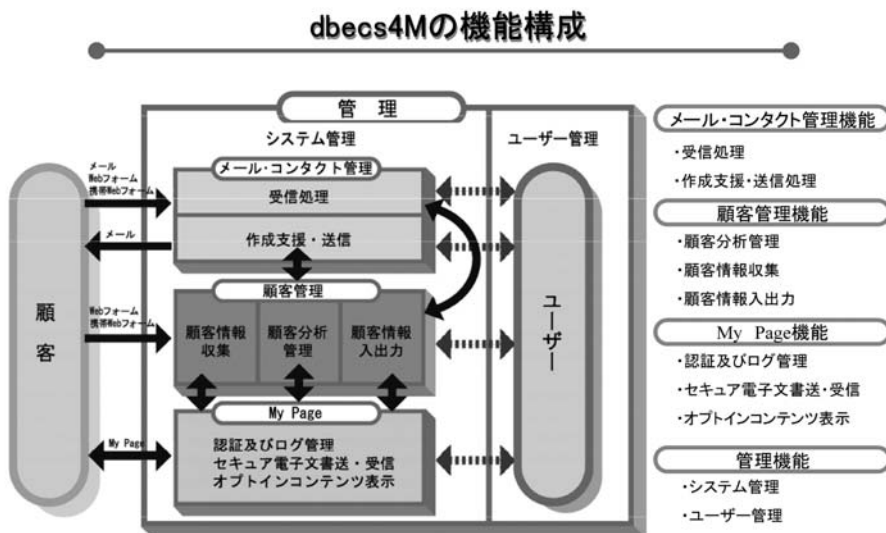 dbecs4Mの機能構成
管　理
システム管理
ユーザー管理
メール
Webフォーム
携帯Webフォーム
メール・コンタクト管理
受信処理
メール
作成支援・送信
顧客
顧客管理
Webフォーム
携帯Webフォーム
顧客情報
収集
顧客分析
管理
顧客情報
入出力
ユーザー
My Page
My Page
認証及びログ管理
セキュア電子文書送・受信
オプトインコンテンツ表示
メール・コンタクト管理機能
・受信処理
・作成支援・送信処理
顧客管理機能
・顧客分析管理
・顧客情報収集
・顧客情報入出力
My Page機能
・認証及びログ管理
・セキュア電子文書送・受信
・オプトインコンテンツ表示
管理機能
・システム管理
・ユーザー管理